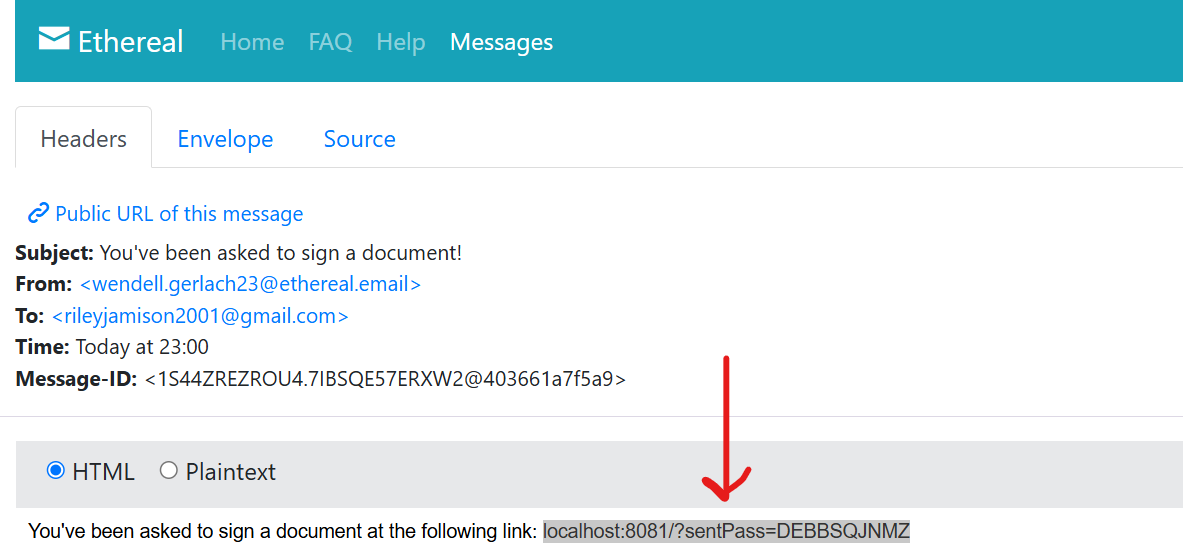 Ethereal Home FAQ Help Messages
Headers Envelope Source
Public URL of this message
Subject: You've been asked to sign a document!
From: <wendell.gerlach23@ethereal.email>
To: <rileyjamison2001@gmail.com>
Time: Today at 23:00
Message-ID: <1S44ZREZROU4.7IBSQE57ERXW2@403661a7f5a9>
HTML Plaintext
You've been asked to sign a document at the following link: localhost:8081/?sentPass=DEBBSQJNMZ